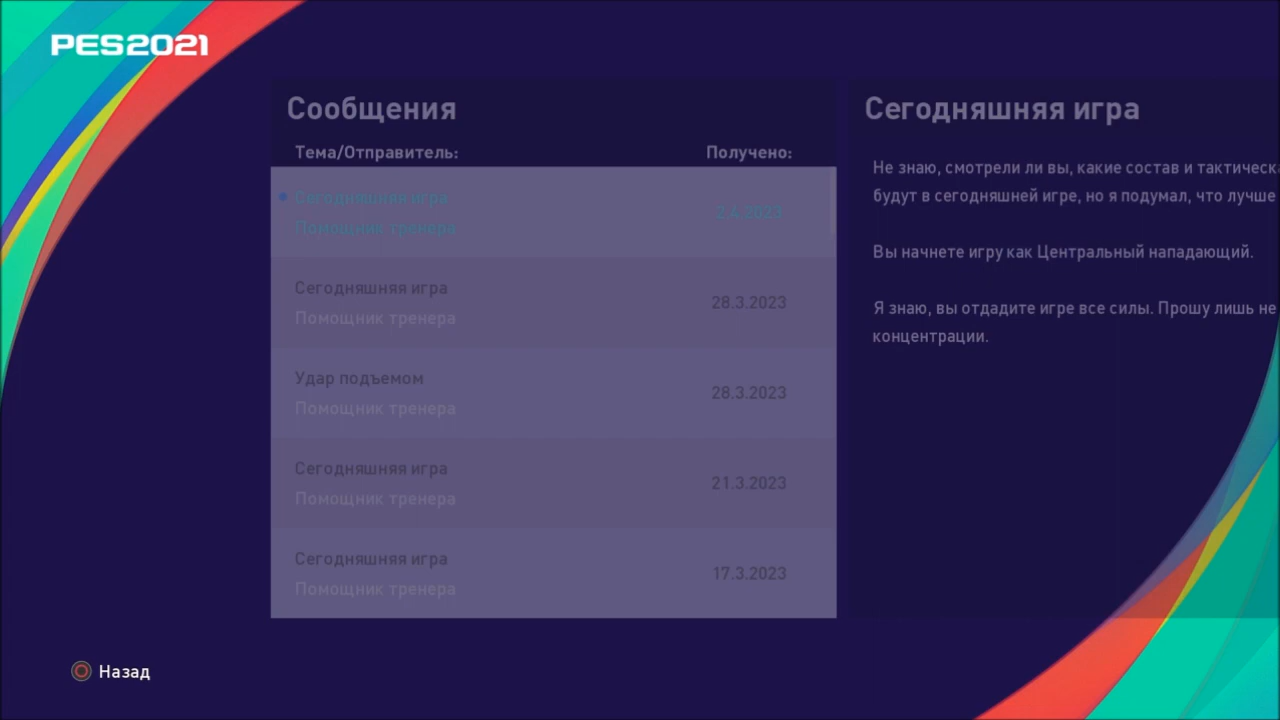 PES2021
Сообщения
Тема/Отправитель: Получено:
Сегодняшняя игра
Помощник тренера
2.4.2023
Сегодняшняя игра
Помощник тренера
28.3.2023
Удар подъемом
Помощник тренера
28.3.2023
Сегодняшняя игра
Помощник тренера
21.3.2023
Сегодняшняя игра
Помощник тренера
17.3.2023
Сегодняшняя игра
Не знаю, смотрели ли вы, какие состав и тактическа
будут в сегодняшней игре, но я подумал, что лучше
Вы начнете игру как Центральный нападающий.
Я знаю, вы отдадите игре все силы. Прошу лишь не
концентрации.
Назад